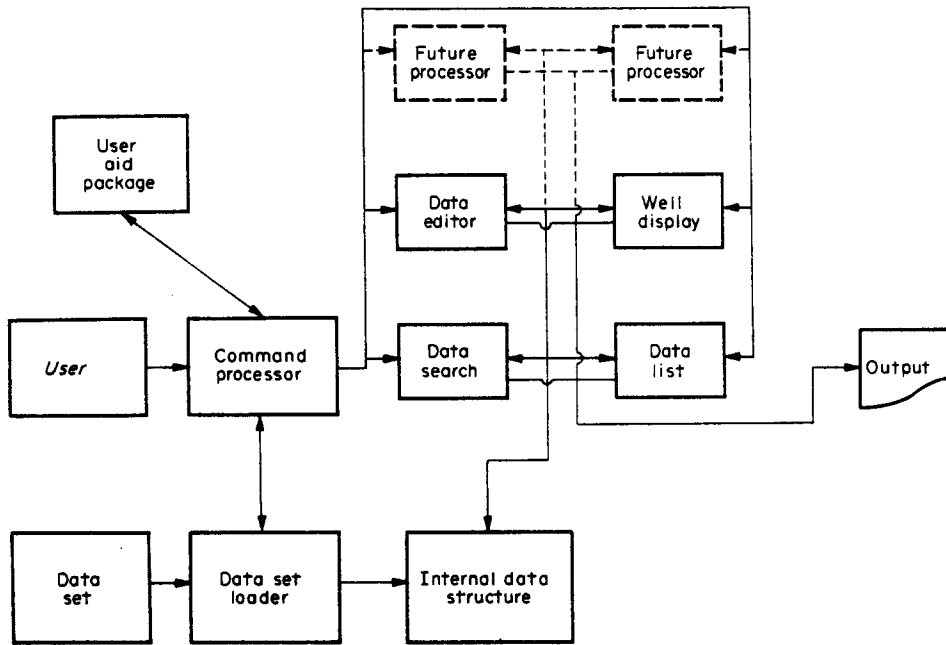 Future
processor
Future
processor
User
aid
package
Data
editor
Well
display
User
Command
processor
Data
search
Data
list
Output
Data
set
Data set
loader
Internal data
structure